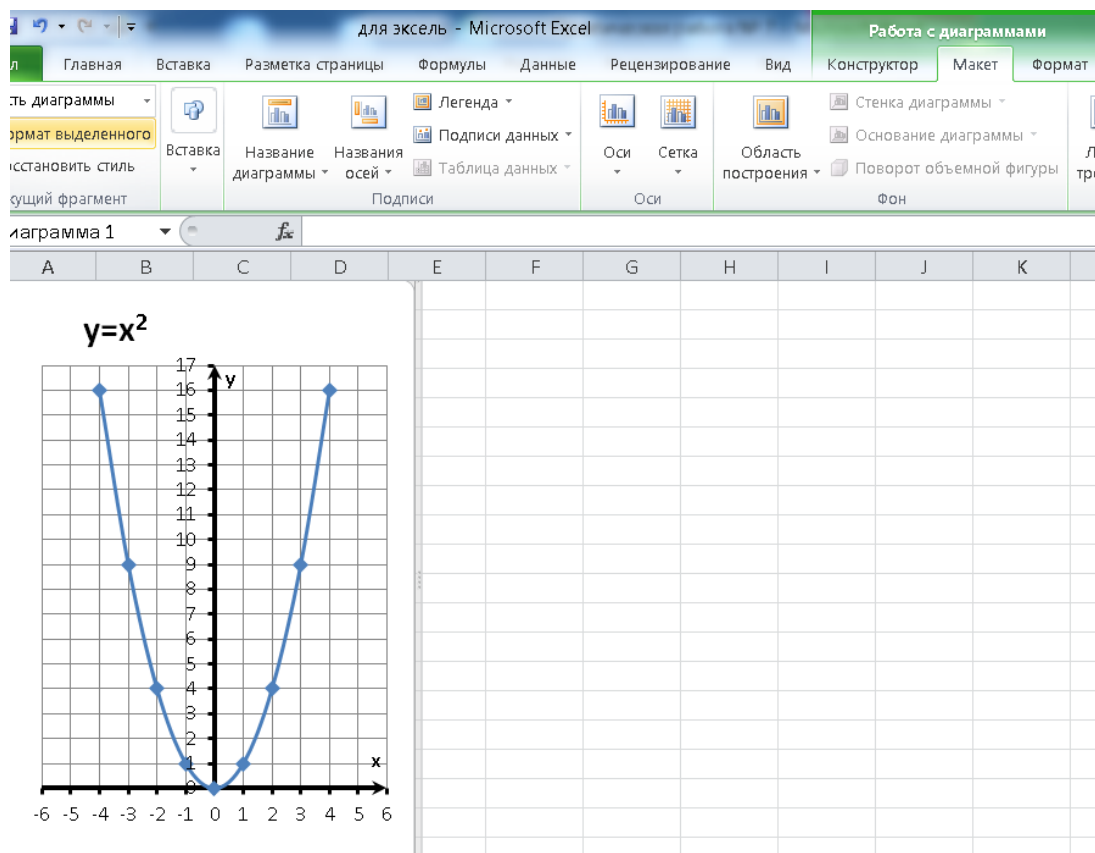 для эксель - Microsoft Excel
Работа с диаграммами
л Главная Вставка Разметка страницы Формулы Данные Рецензирование Вид Конструктор Макет Формат
ть диаграммы
ормат выделенного
сстановить стиль
кущий фрагмент
Вставка
Название диаграммы
Названия осей
Легенда
Подписи данных
Таблица данных
Подписи
Оси
Сетка
Оси
Область построения
Стенка диаграммы
Основание диаграммы
Поворот объемной фигуры
Фон
Л
тре
иаграмма 1
fx
A B C D E F G H I J K
y=x²
17
y
16
15
14
13
12
11
10
9
8
7
6
5
4
3
2
1
x
0
-6 -5 -4 -3 -2 -1 0 1 2 3 4 5 6